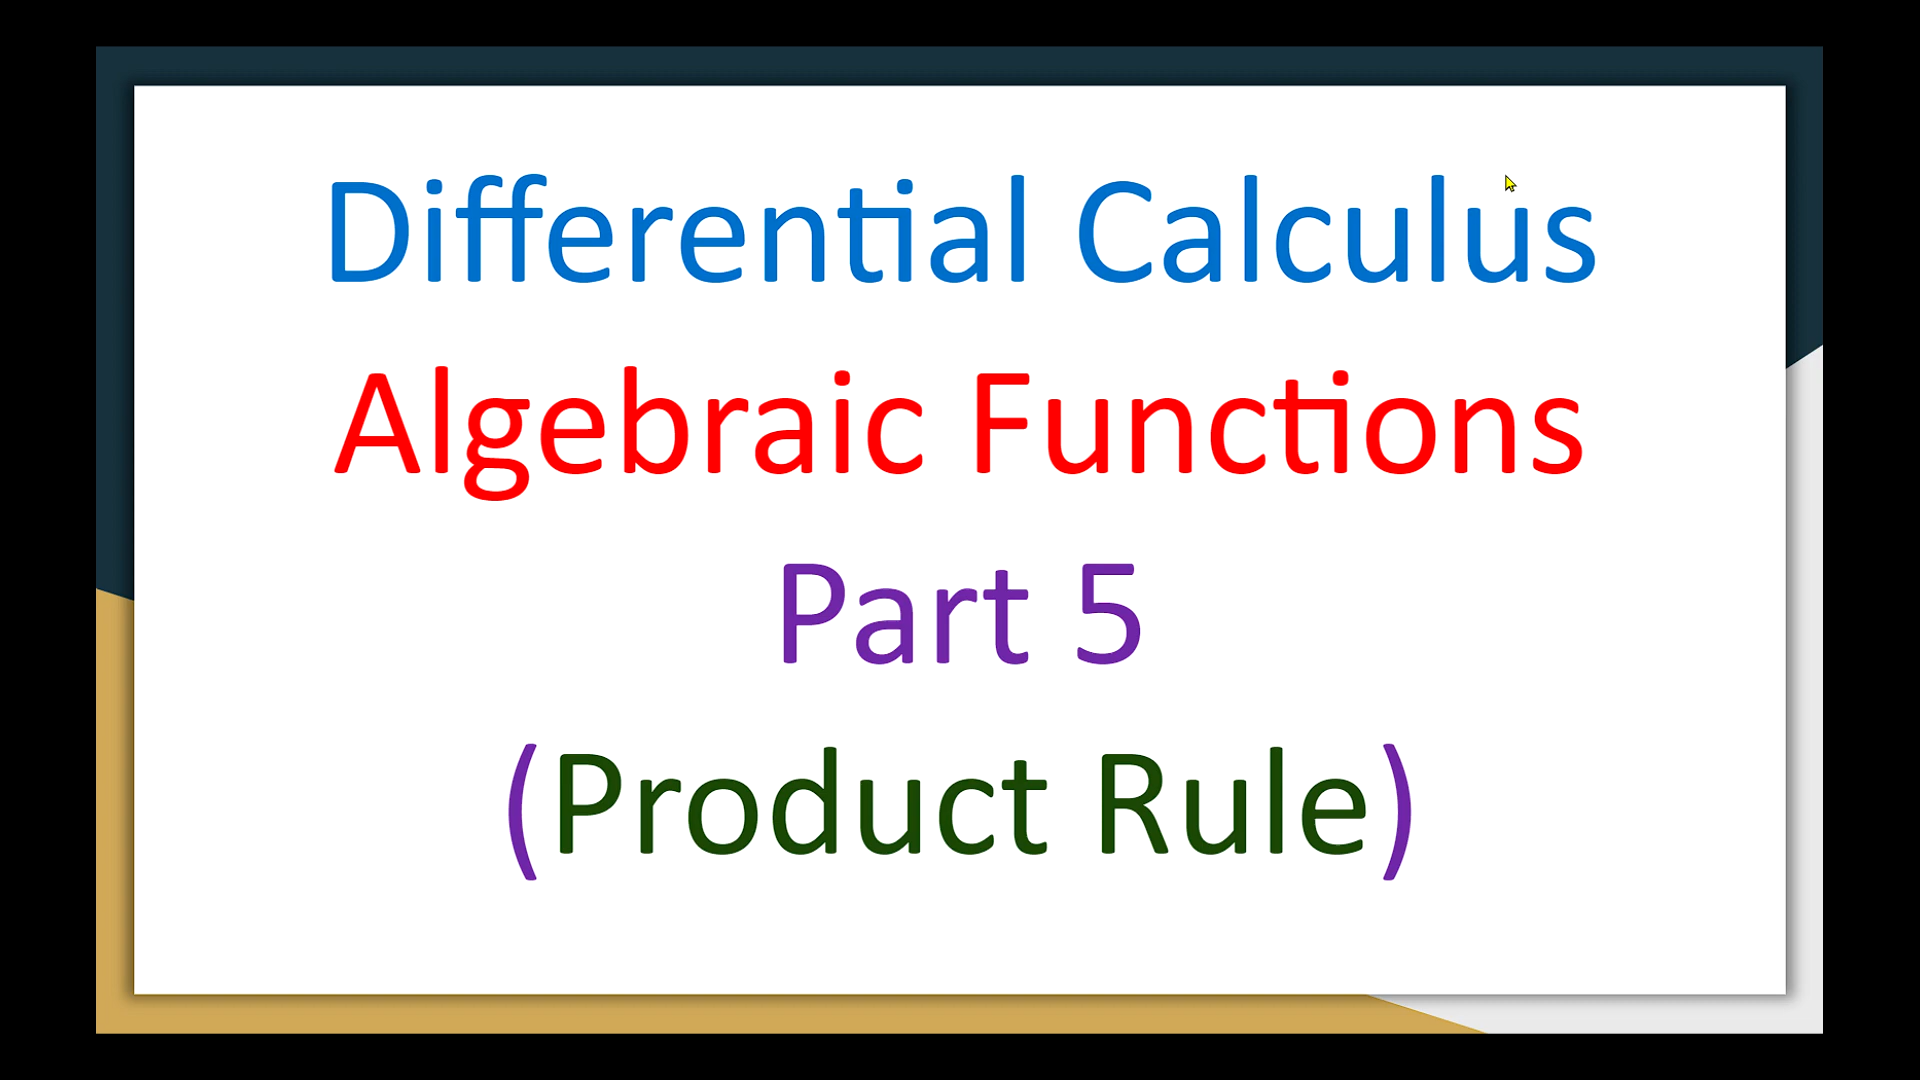 Differential Calculus
Algebraic Functions
Part 5
(Product Rule)